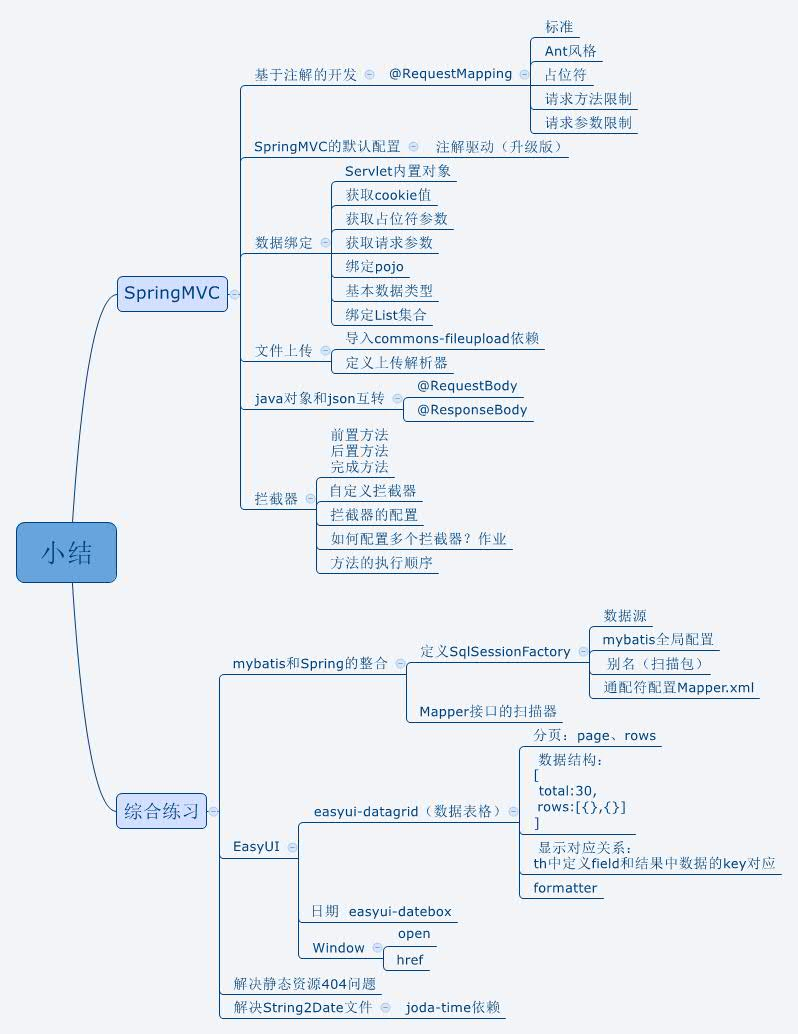 标准
Ant风格
基于注解的开发
@RequestMapping
占位符
请求方法限制
请求参数限制
SpringMVC的默认配置
注解驱动（升级版）
Servlet内置对象
获取cookie值
获取占位符参数
数据绑定
获取请求参数
绑定pojo
SpringMVC
基本数据类型
绑定List集合
导入commons-fileupload依赖
文件上传
定义上传解析器
@RequestBody
java对象和json互转
@ResponseBody
前置方法
后置方法
完成方法
自定义拦截器
拦截器
拦截器的配置
如何配置多个拦截器？作业
方法的执行顺序
小结
数据源
mybatis全局配置
定义SqlSessionFactory
mybatis和Spring的整合
别名（扫描包）
通配符配置Mapper.xml
Mapper接口的扫描器
分页：page、rows
数据结构：
[
total:30,
rows:[{},{}]
]
综合练习
easyui-datagrid（数据表格）
EasyUI
显示对应关系：
th中定义field和结果中数据的key对应
formatter
日期 easyui-datebox
open
Window
href
解决静态资源404问题
解决String2Date文件
joda-time依赖